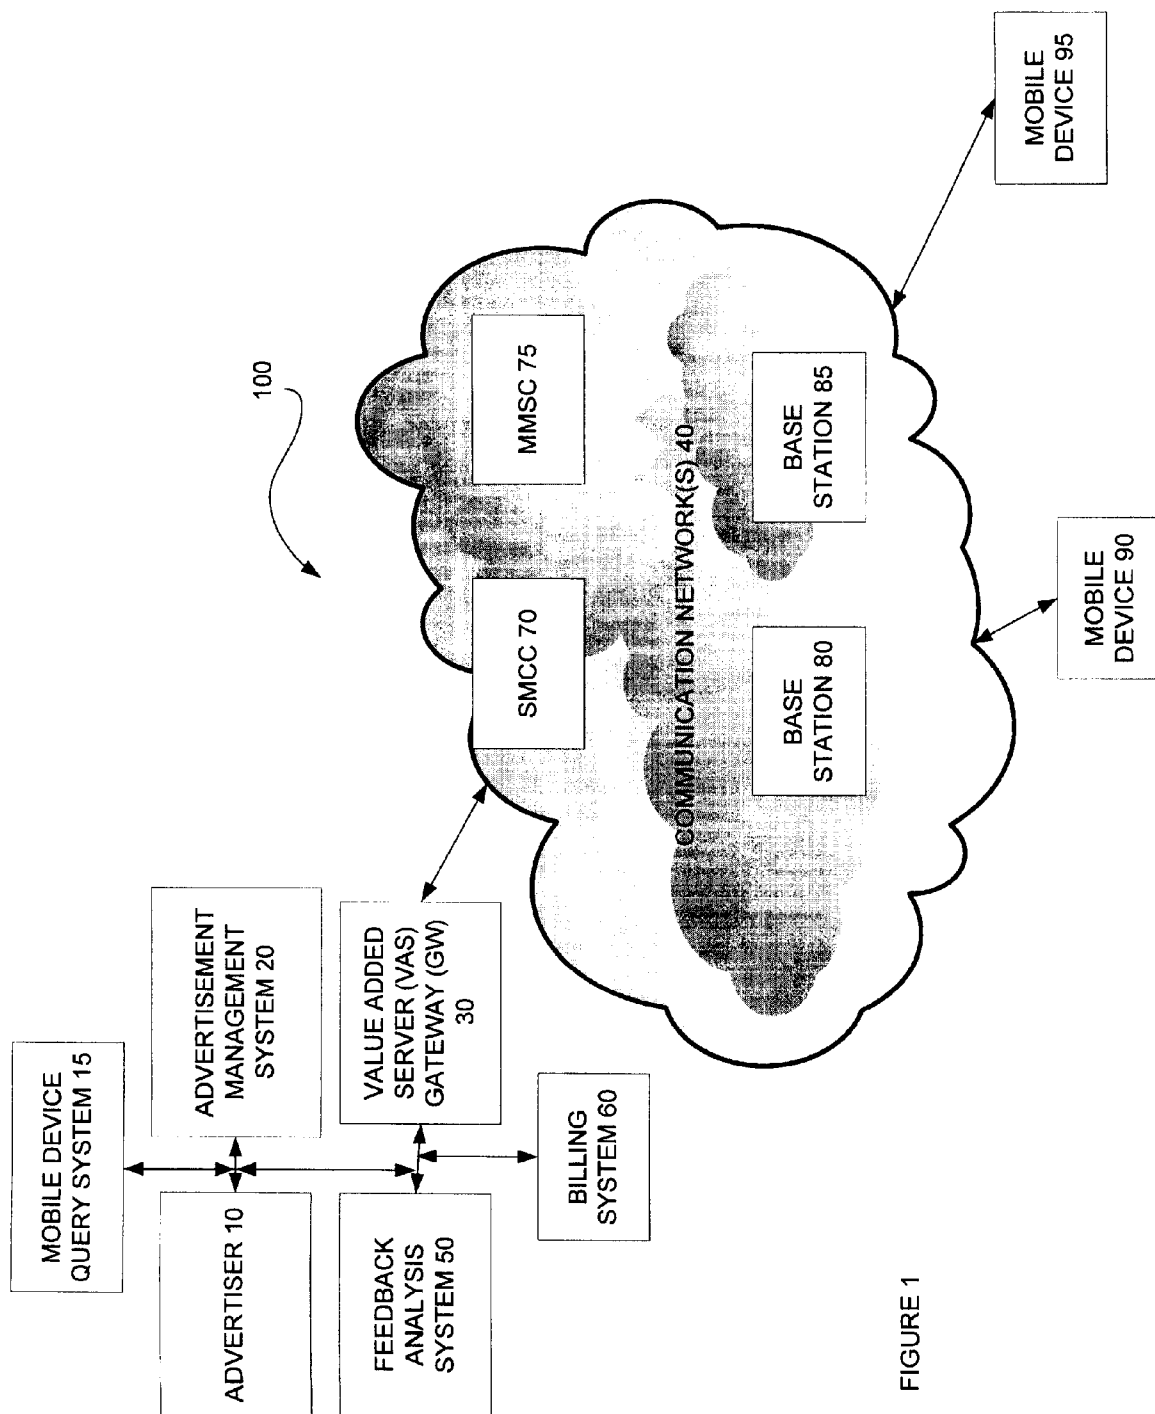 MOBILE DEVICE
QUERY SYSTEM 15
ADVERTISER 10
ADVERTISEMENT
MANAGEMENT
SYSTEM 20
FEEDBACK
ANALYSIS
SYSTEM 50
VALUE ADDED
SERVER (VAS)
GATEWAY (GW)
30
BILLING
SYSTEM 60
100
SMCC 70
MMSC 75
COMMUNICATION NETWORK(S) 40
BASE
STATION 80
BASE
STATION 85
MOBILE
DEVICE 90
MOBILE
DEVICE 95
FIGURE 1